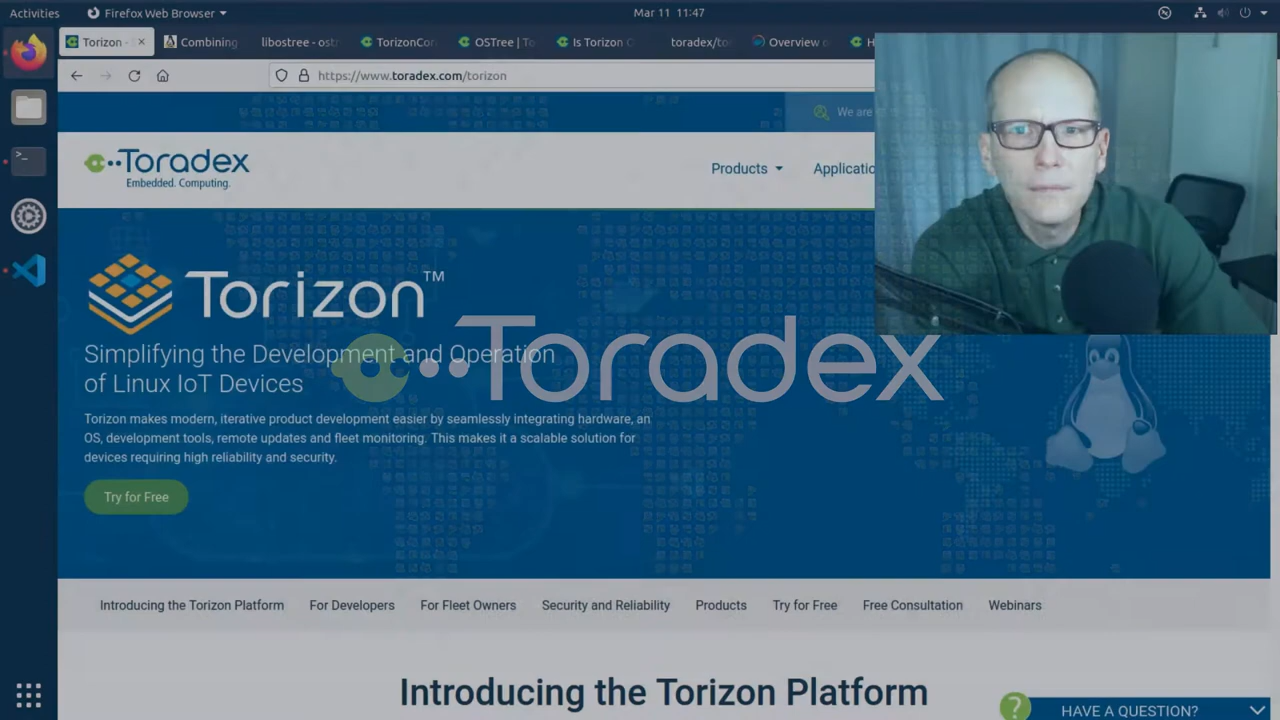 Activities
Firefox Web Browser
Mar 11 11:47
Torizon -
Combining
libostree - ostr
TorizonCor
OSTree | To
Is Torizon C
toradex/tor
Overview o
H
https://www.toradex.com/torizon
We are
Toradex
Embedded. Computing.
Products
Applicatio
Torizon™
Simplifying the Development and Operation
of Linux IoT Devices
Toradex
Torizon makes modern, iterative product development easier by seamlessly integrating hardware, an
OS, development tools, remote updates and fleet monitoring. This makes it a scalable solution for
devices requiring high reliability and security.
Try for Free
Introducing the Torizon Platform
For Developers
For Fleet Owners
Security and Reliability
Products
Try for Free
Free Consultation
Webinars
Introducing the Torizon Platform
? HAVE A QUESTION?